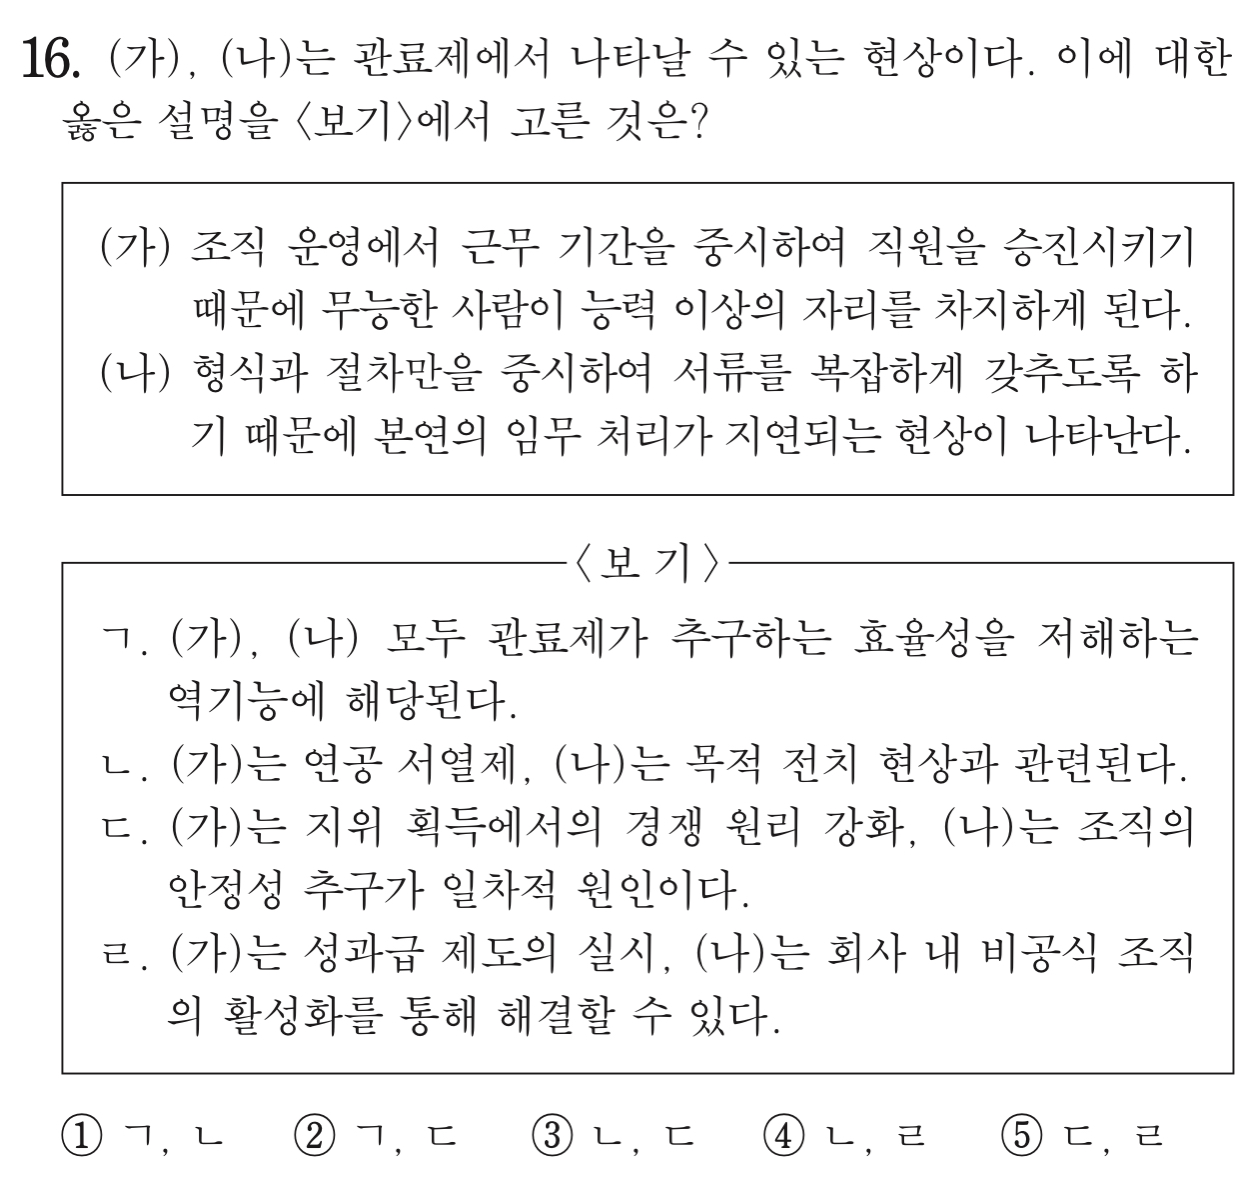 16. (가), (나)는 관료제에서 나타날 수 있는 현상이다. 이에 대한
옳은 설명을 〈보기〉에서 고른 것은?
(가) 조직 운영에서 근무 기간을 중시하여 직원을 승진시키기
때문에 무능한 사람이 능력 이상의 자리를 차지하게 된다.
(나) 형식과 절차만을 중시하여 서류를 복잡하게 갖추도록 하
기 때문에 본연의 임무 처리가 지연되는 현상이 나타난다.
〈보 기〉
ㄱ. (가), (나) 모두 관료제가 추구하는 효율성을 저해하는
역기능에 해당된다.
ㄴ. (가)는 연공 서열제, (나)는 목적 전치 현상과 관련된다.
ㄷ. (가)는 지위 획득에서의 경쟁 원리 강화, (나)는 조직의
안정성 추구가 일차적 원인이다.
ㄹ. (가)는 성과급 제도의 실시, (나)는 회사 내 비공식 조직
의 활성화를 통해 해결할 수 있다.
① ㄱ, ㄴ ② ㄱ, ㄷ ③ ㄴ, ㄷ ④ ㄴ, ㄹ ⑤ ㄷ, ㄹ